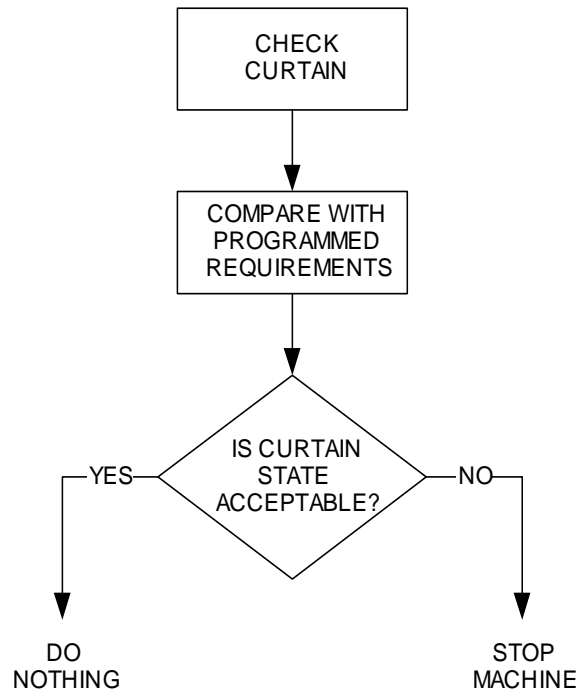 CHECK
CURTAIN
COMPARE WITH
PROGRAMMED
REQUIREMENTS
IS CURTAIN
STATE
ACCEPTABLE?
YES
NO
DO
NOTHING
STOP
MACHINE